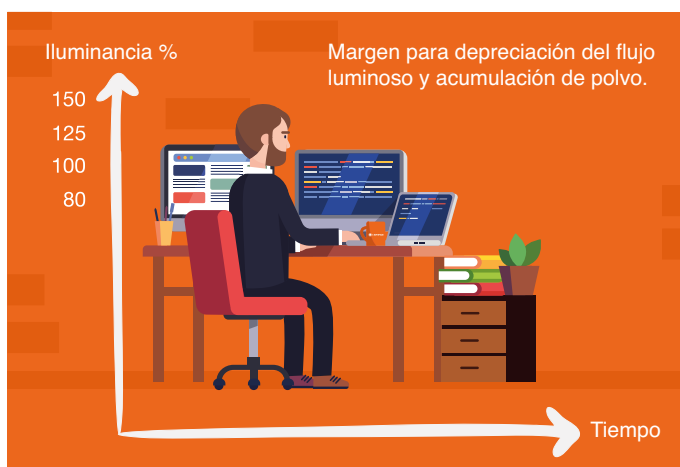 Iluminancia %
Margen para depreciación del flujo
luminoso y acumulación de polvo.
150
125
100
80
Tiempo